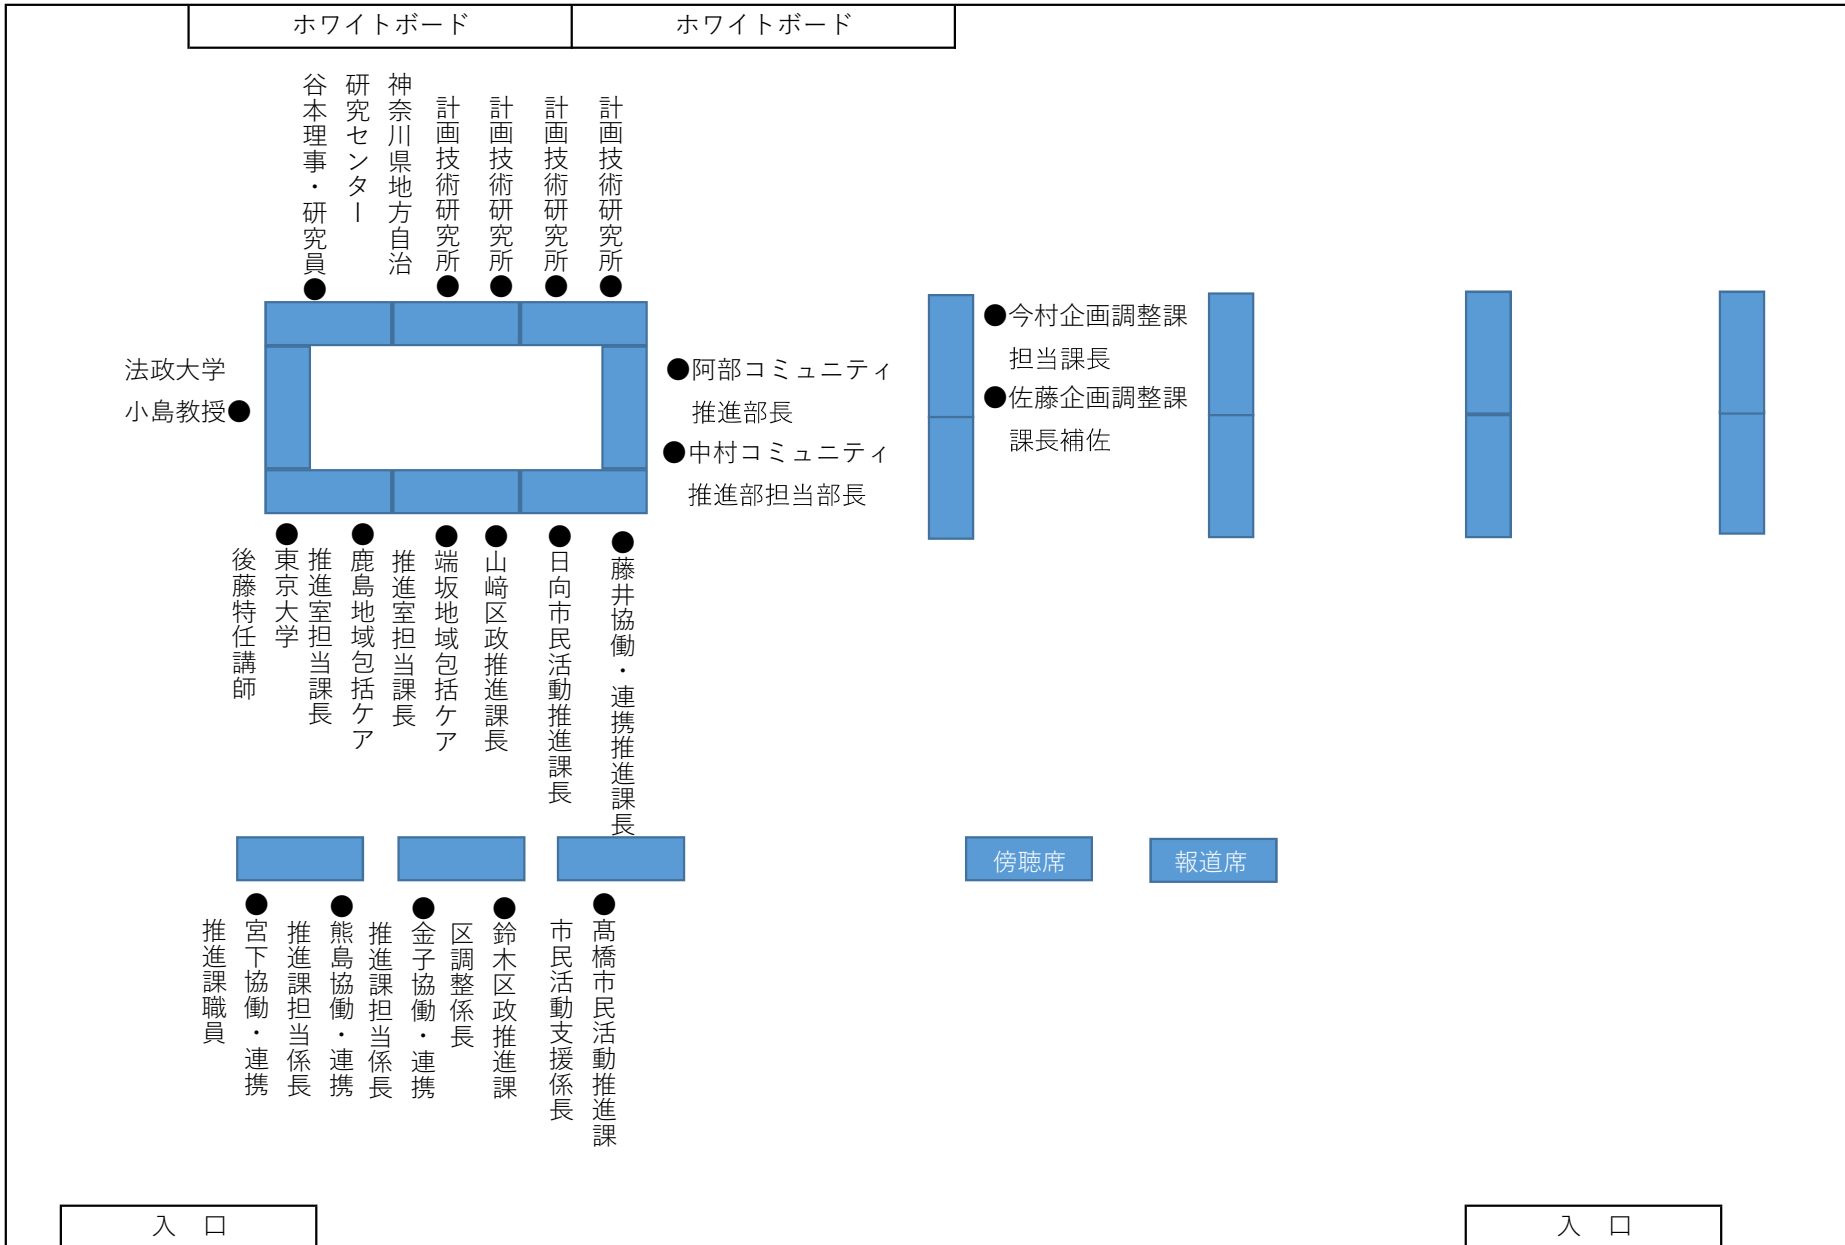 ホワイトボード
ホワイトボード
神奈川県地方自治
研究センター
谷本理事・研究員
計画技術研究所
計画技術研究所
計画技術研究所
計画技術研究所
法政大学
小島教授●
●阿部コミュニティ
推進部長
●中村コミュニティ
推進部担当部長
●今村企画調整課
担当課長
●佐藤企画調整課
課長補佐
東京大学
後藤特任講師
鹿島地域包括ケア
推進室担当課長
端坂地域包括ケア
推進室担当課長
山﨑区政推進課長
日向市民活動推進課長
藤井協働・連携推進課長
傍聴席
報道席
宮下協働・連携
推進課職員
熊島協働・連携
推進課担当係長
金子協働・連携
推進課担当係長
鈴木区政推進課
区調整係長
髙橋市民活動推進課
市民活動支援係長
入　口
入　口